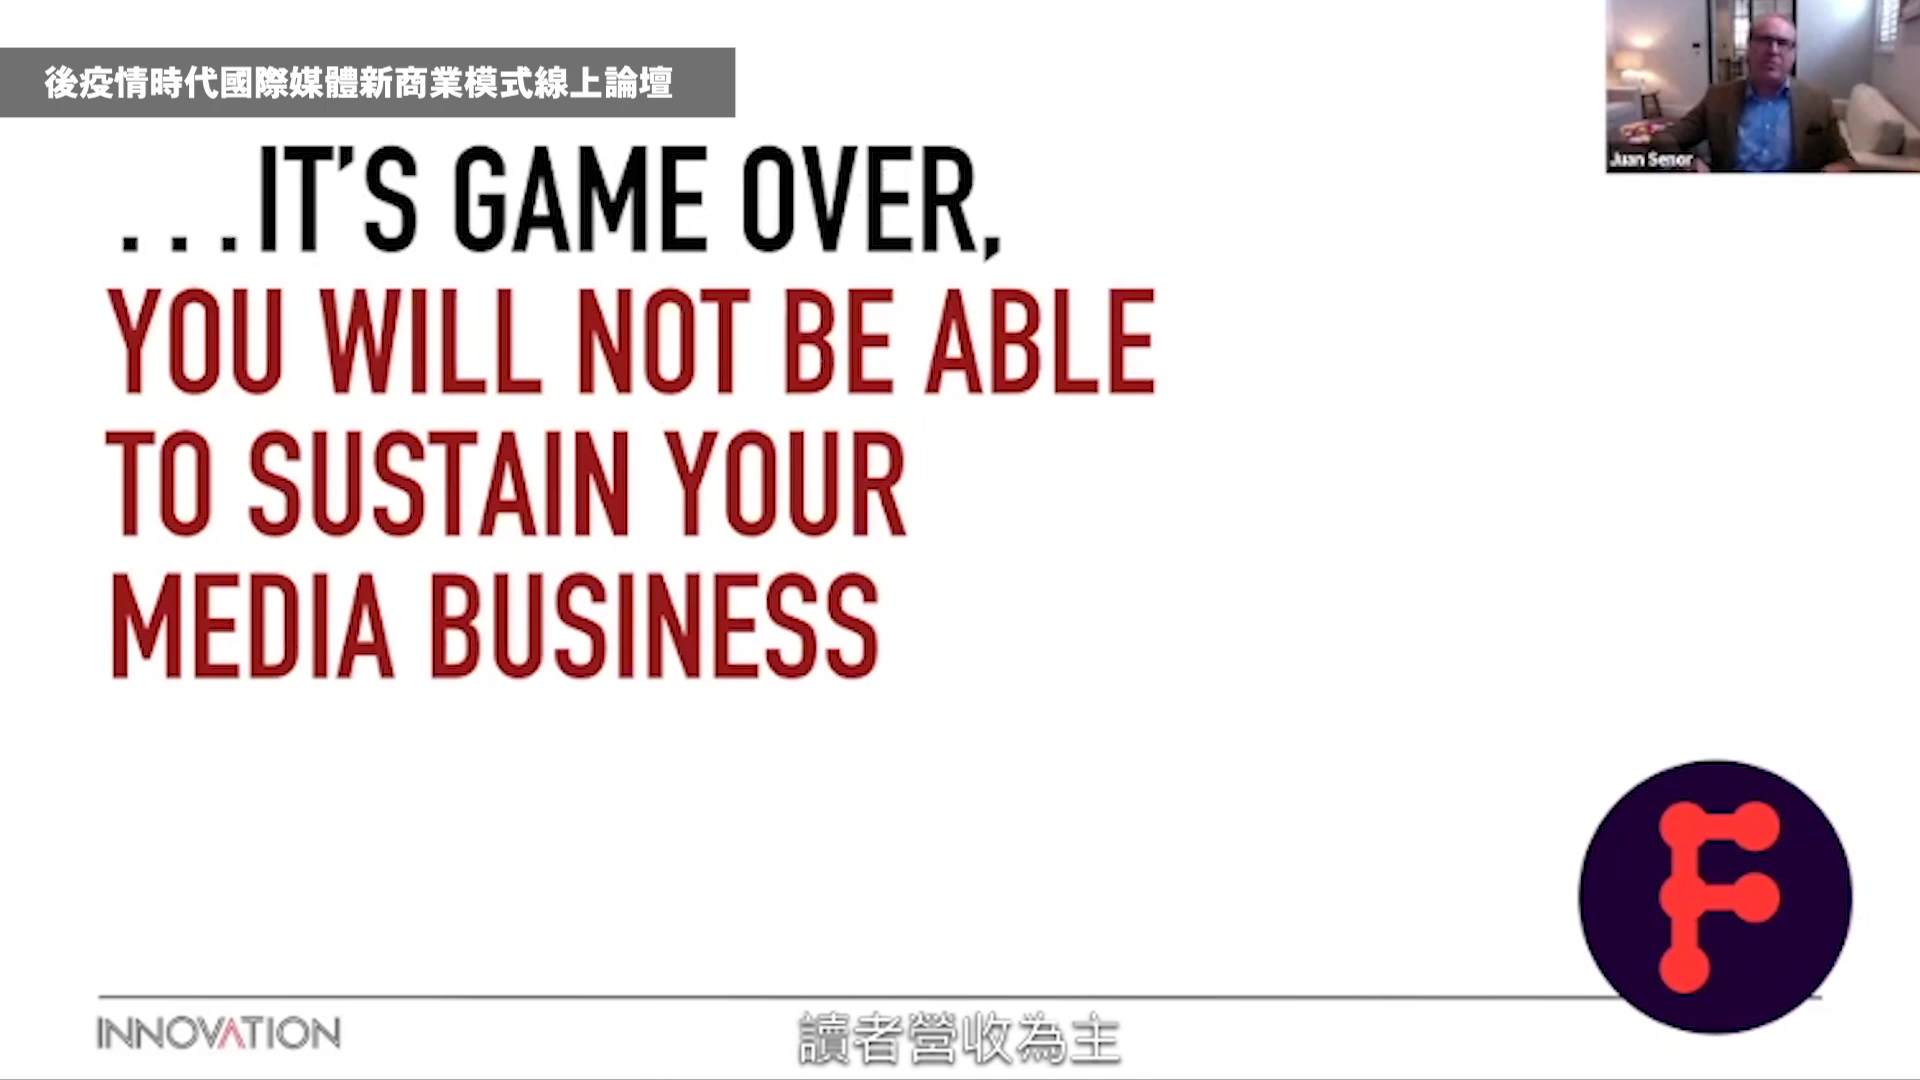 後疫情時代國際媒體新商業模式線上論壇
Juan Senor
...IT'S GAME OVER,
YOU WILL NOT BE ABLE
TO SUSTAIN YOUR
MEDIA BUSINESS
INNOVATION
讀者營收為主